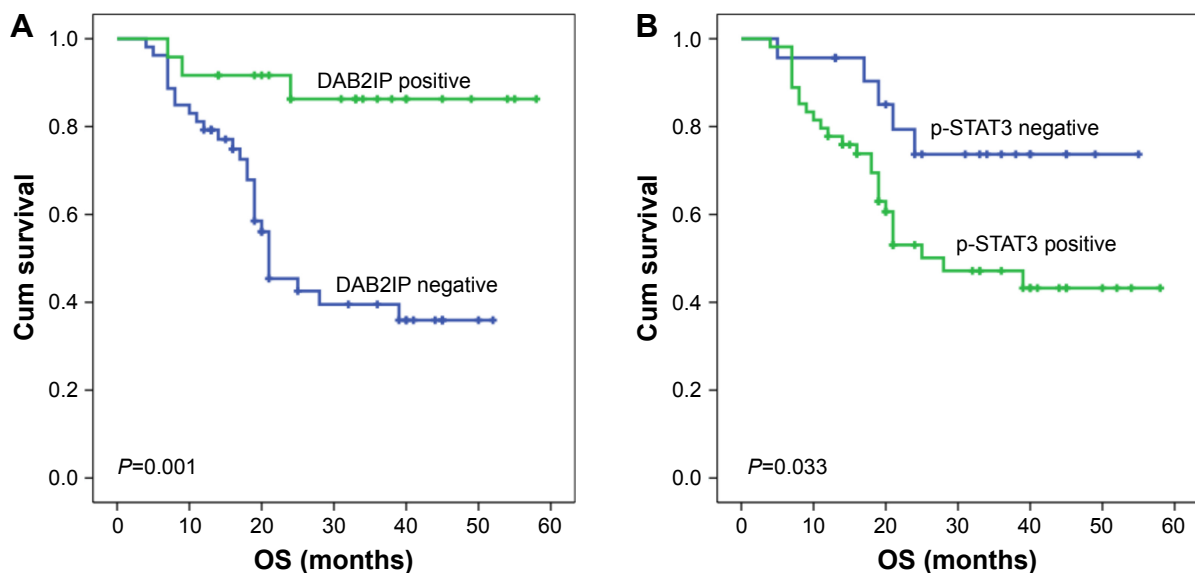 A
Cum survival
1.0
0.8
0.6
0.4
0.2
0.0
DAB2IP positive
DAB2IP negative
P=0.001
0 10 20 30 40 50 60
OS (months)
B
Cum survival
1.0
0.8
0.6
0.4
0.2
0.0
p-STAT3 negative
p-STAT3 positive
P=0.033
0 10 20 30 40 50 60
OS (months)